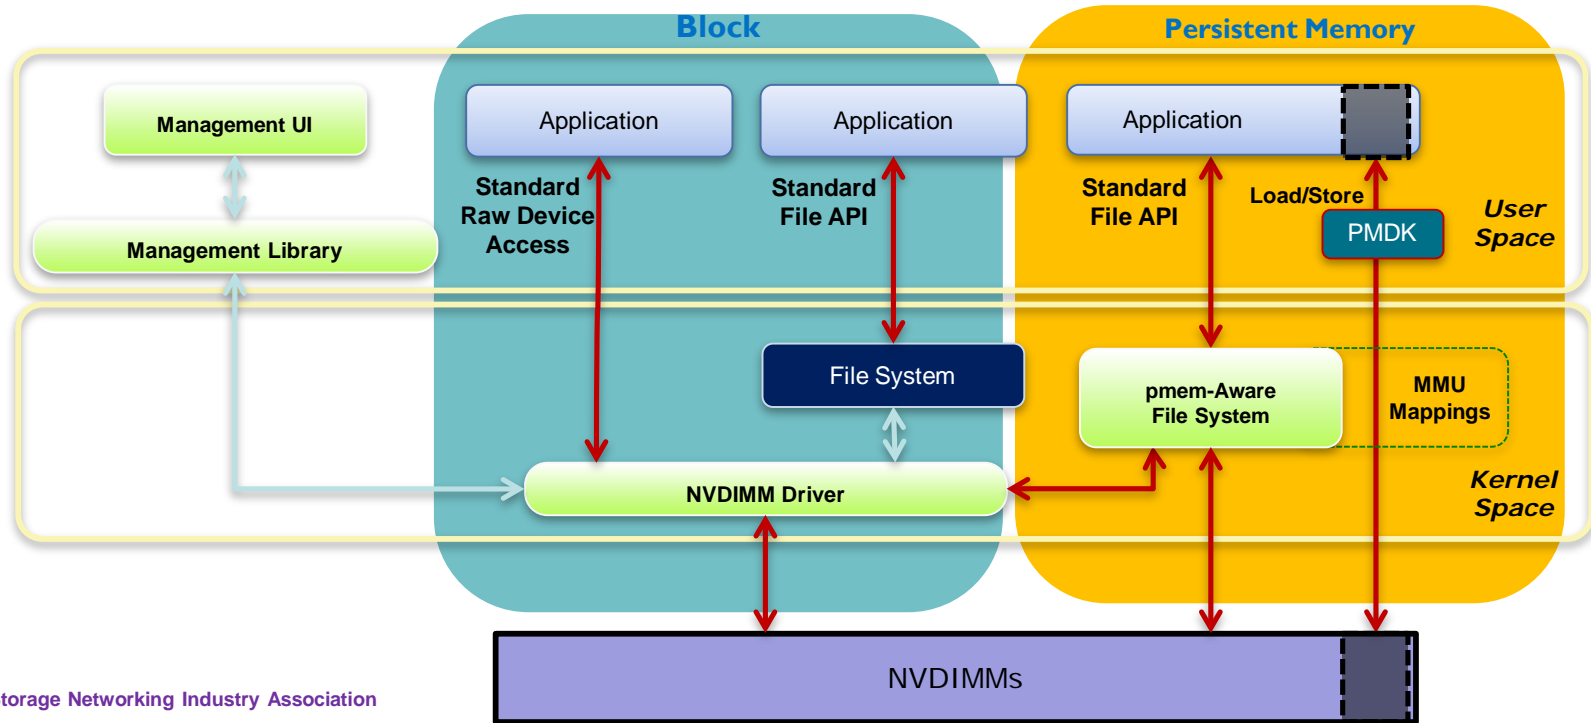 Block
Persistent Memory
Management UI
Application
Application
Application
Standard
Raw Device
Access
Standard
File API
Standard
File API
Load/Store
PMDK
User
Space
Management Library
File System
pmem-Aware
File System
MMU
Mappings
NVDIMM Driver
Kernel
Space
NVDIMMs
torage Networking Industry Association